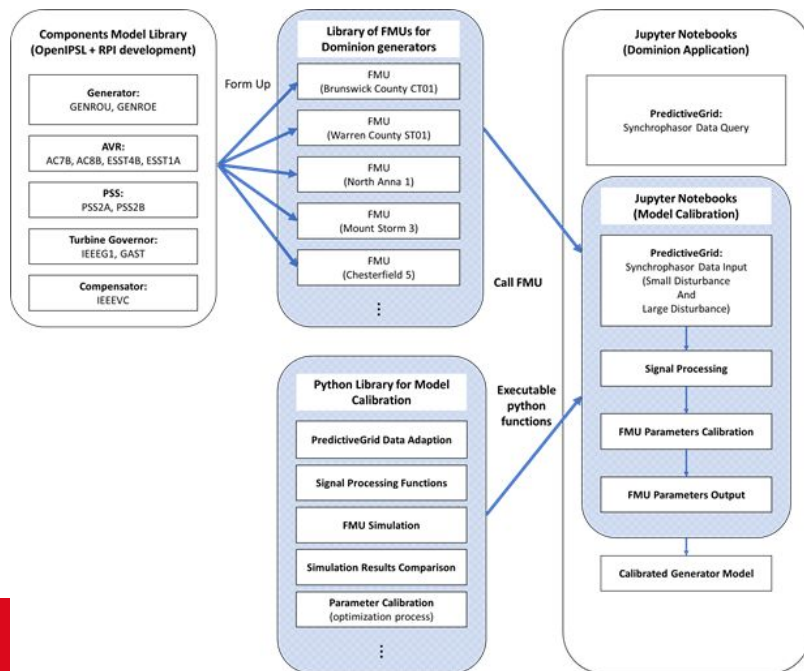 Components Model Library
(OpenIPSL + RPI development)
Generator:
GENROU, GENROE
AVR:
AC7B, AC8B, ESST4B, ESST1A
PSS:
PSS2A, PSS2B
Turbine Governor:
IEEEG1, GAST
Compensator:
IEEEVC
Form Up
Library of FMUs for
Dominion generators
FMU
(Brunswick County CT01)
FMU
(Warren County ST01)
FMU
(North Anna 1)
FMU
(Mount Storm 3)
FMU
(Chesterfield 5)
Call FMU
Python Library for Model
Calibration
PredictiveGrid Data Adaption
Signal Processing Functions
FMU Simulation
Simulation Results Comparison
Parameter Calibration
(optimization process)
Executable
python
functions
Jupyter Notebooks
(Dominion Application)
PredictiveGrid:
Synchrophasor Data Query
Jupyter Notebooks
(Model Calibration)
PredictiveGrid:
Synchrophasor Data Input
(Small Disturbance
And
Large Disturbance)
Signal Processing
FMU Parameters Calibration
FMU Parameters Output
Calibrated Generator Model